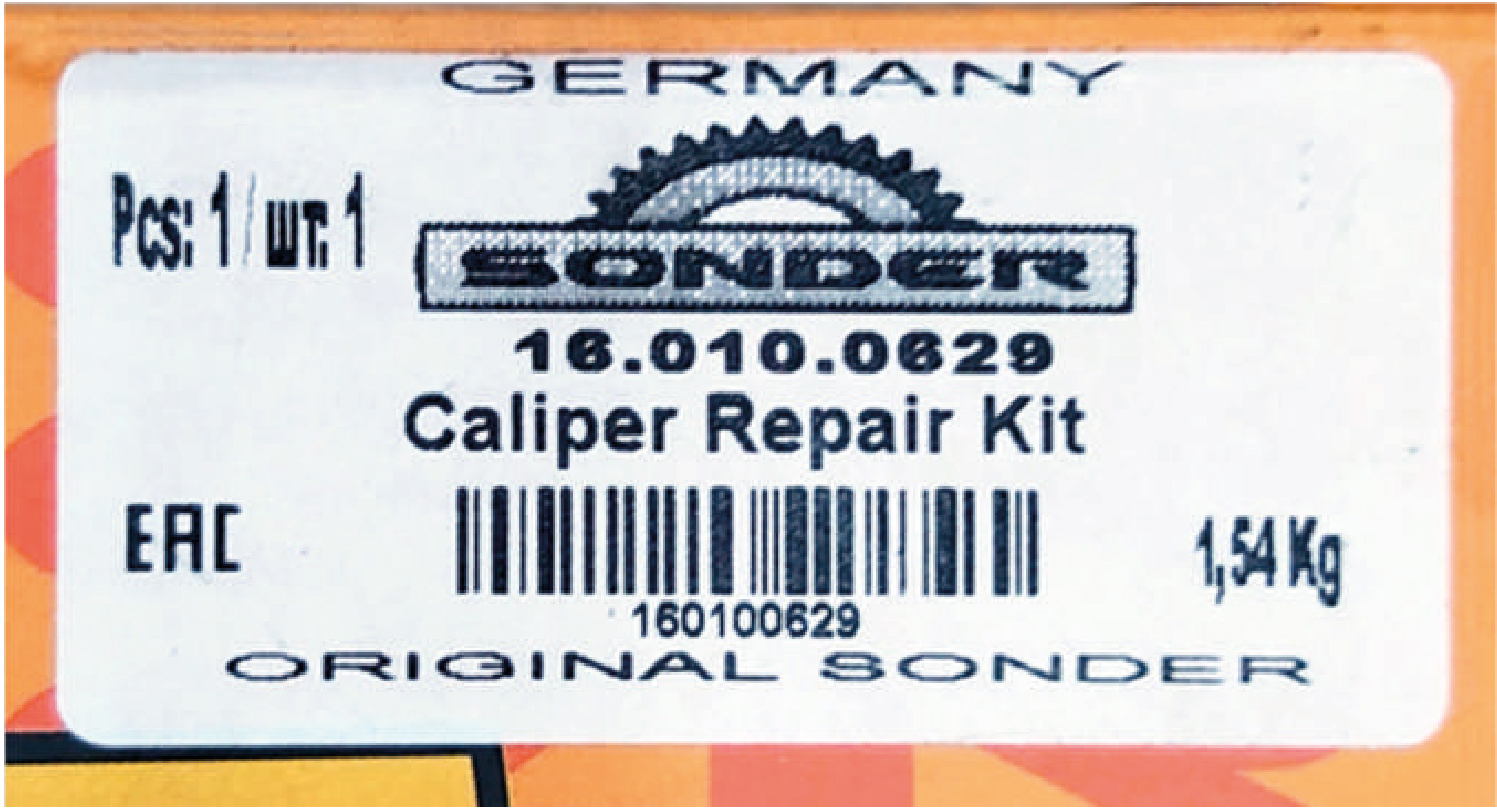 GERMANY
Pcs: 1 / шт: 1
SONDER
16.010.0629
Caliper Repair Kit
EAC
160100629
1,54 Kg
ORIGINAL SONDER